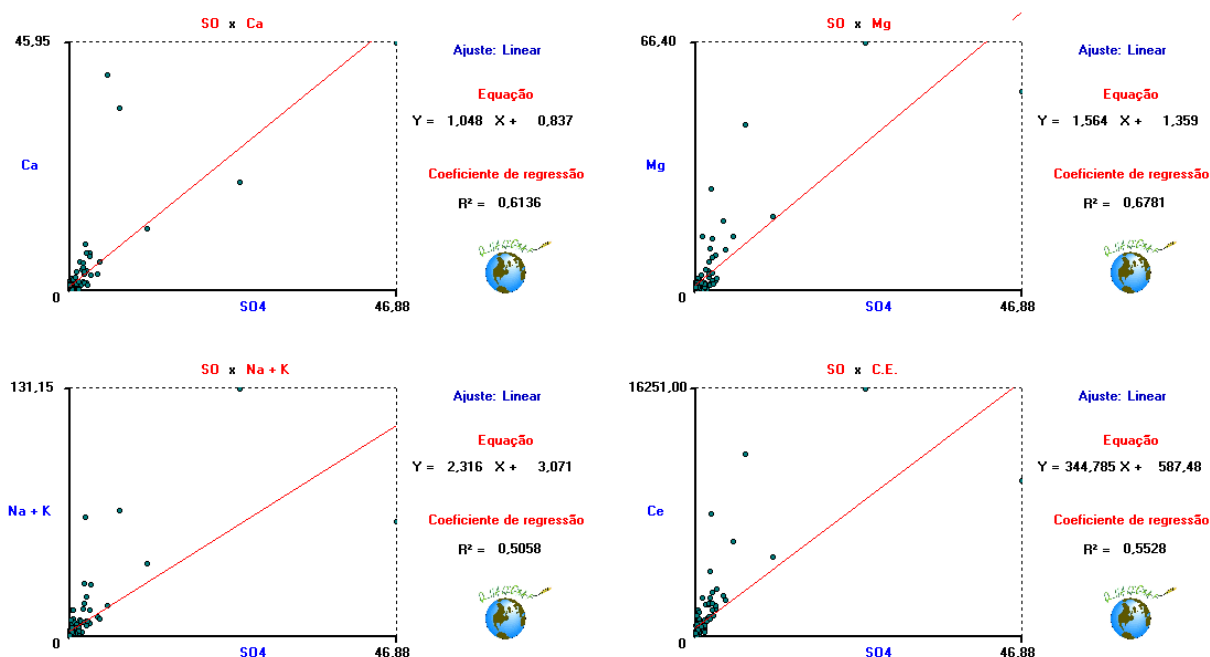 SO x Ca
45,95
Ajuste: Linear
Equação
Y = 1,048 X + 0,837
Ca
Coeficiente de regressão
R² = 0,6136
0
SO4
46,88
SO x Mg
66,40
Ajuste: Linear
Equação
Y = 1,564 X + 1,359
Mg
Coeficiente de regressão
R² = 0,6781
0
SO4
46,88
SO x Na + K
131,15
Ajuste: Linear
Equação
Y = 2,316 X + 3,071
Na + K
Coeficiente de regressão
R² = 0,5058
0
SO4
46,88
SO x C.E.
16251,00
Ajuste: Linear
Equação
Y = 344,785 X + 587,48
Ce
Coeficiente de regressão
R² = 0,5528
0
SO4
46,88